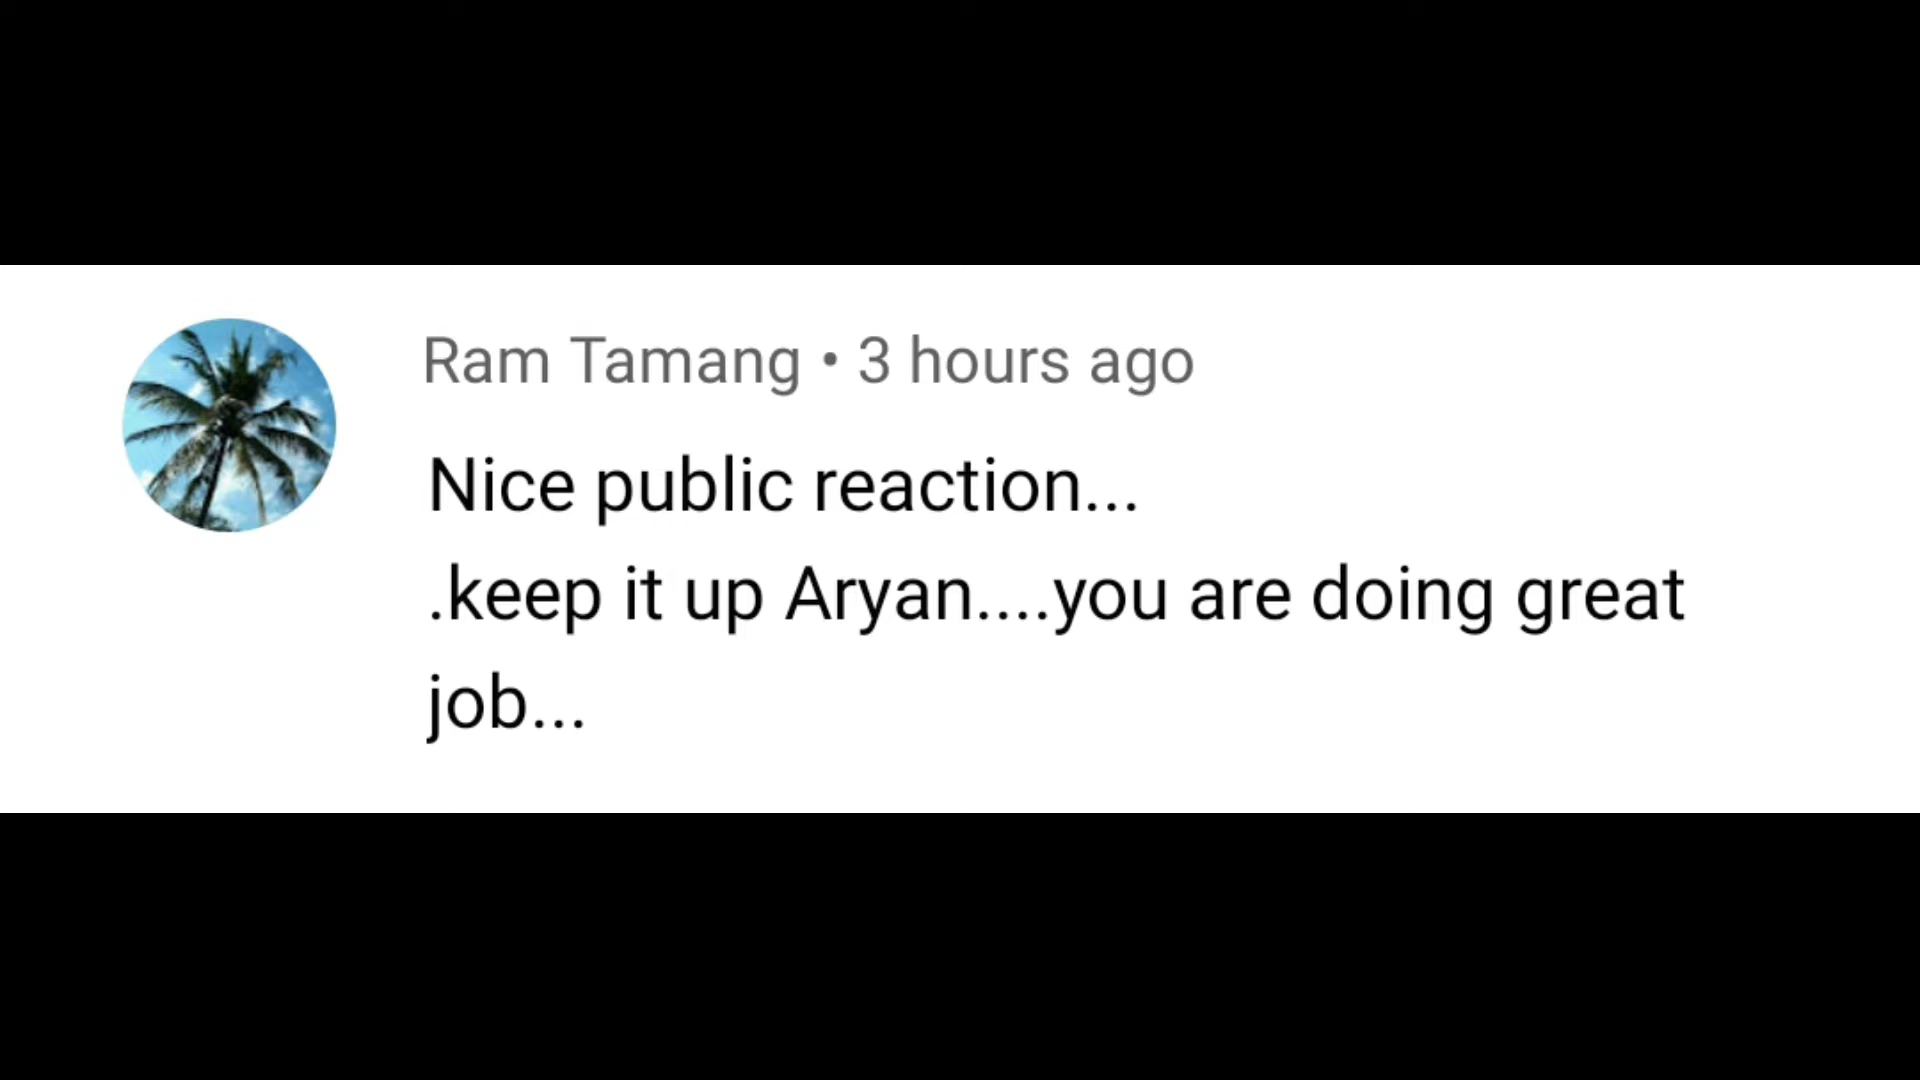 Ram Tamang • 3 hours ago
Nice public reaction...
.keep it up Aryan....you are doing great
job...